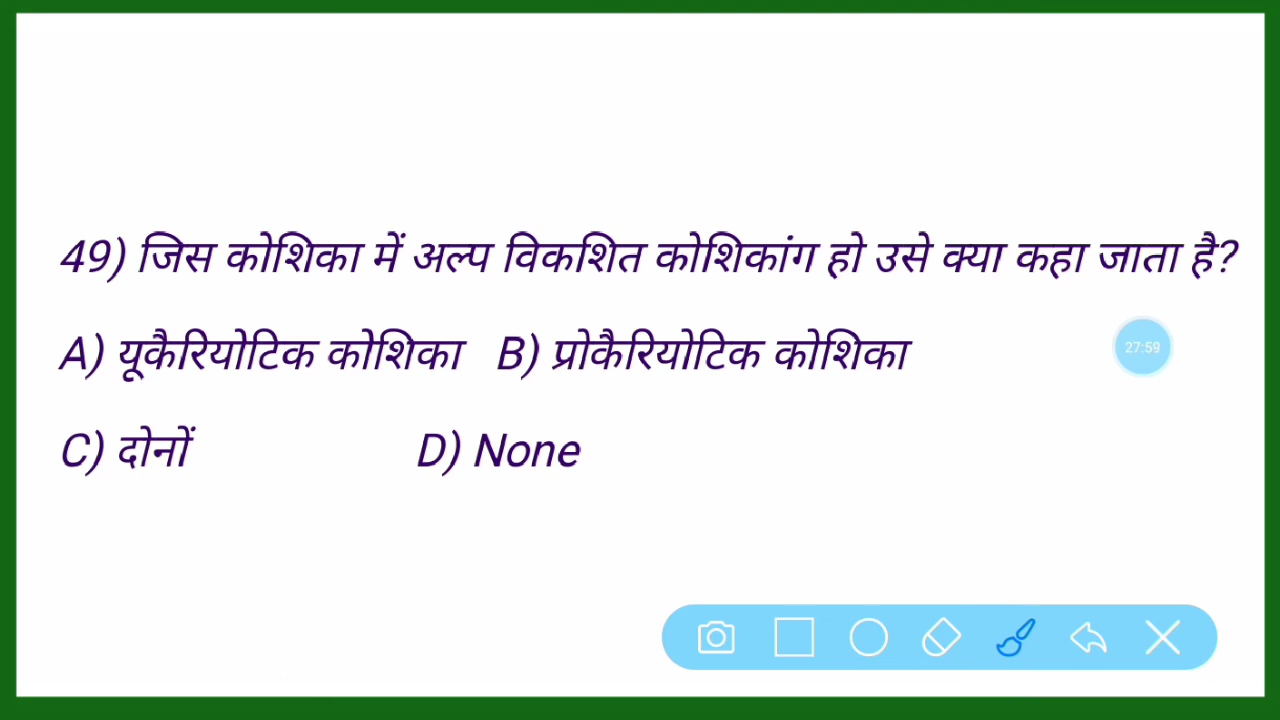 49) जिस कोशिका में अल्प विकशित कोशिकांग हो उसे क्या कहा जाता है?
A) यूकैरियोटिक कोशिका B) प्रोकैरियोटिक कोशिका
27:59
C) दोनों D) None